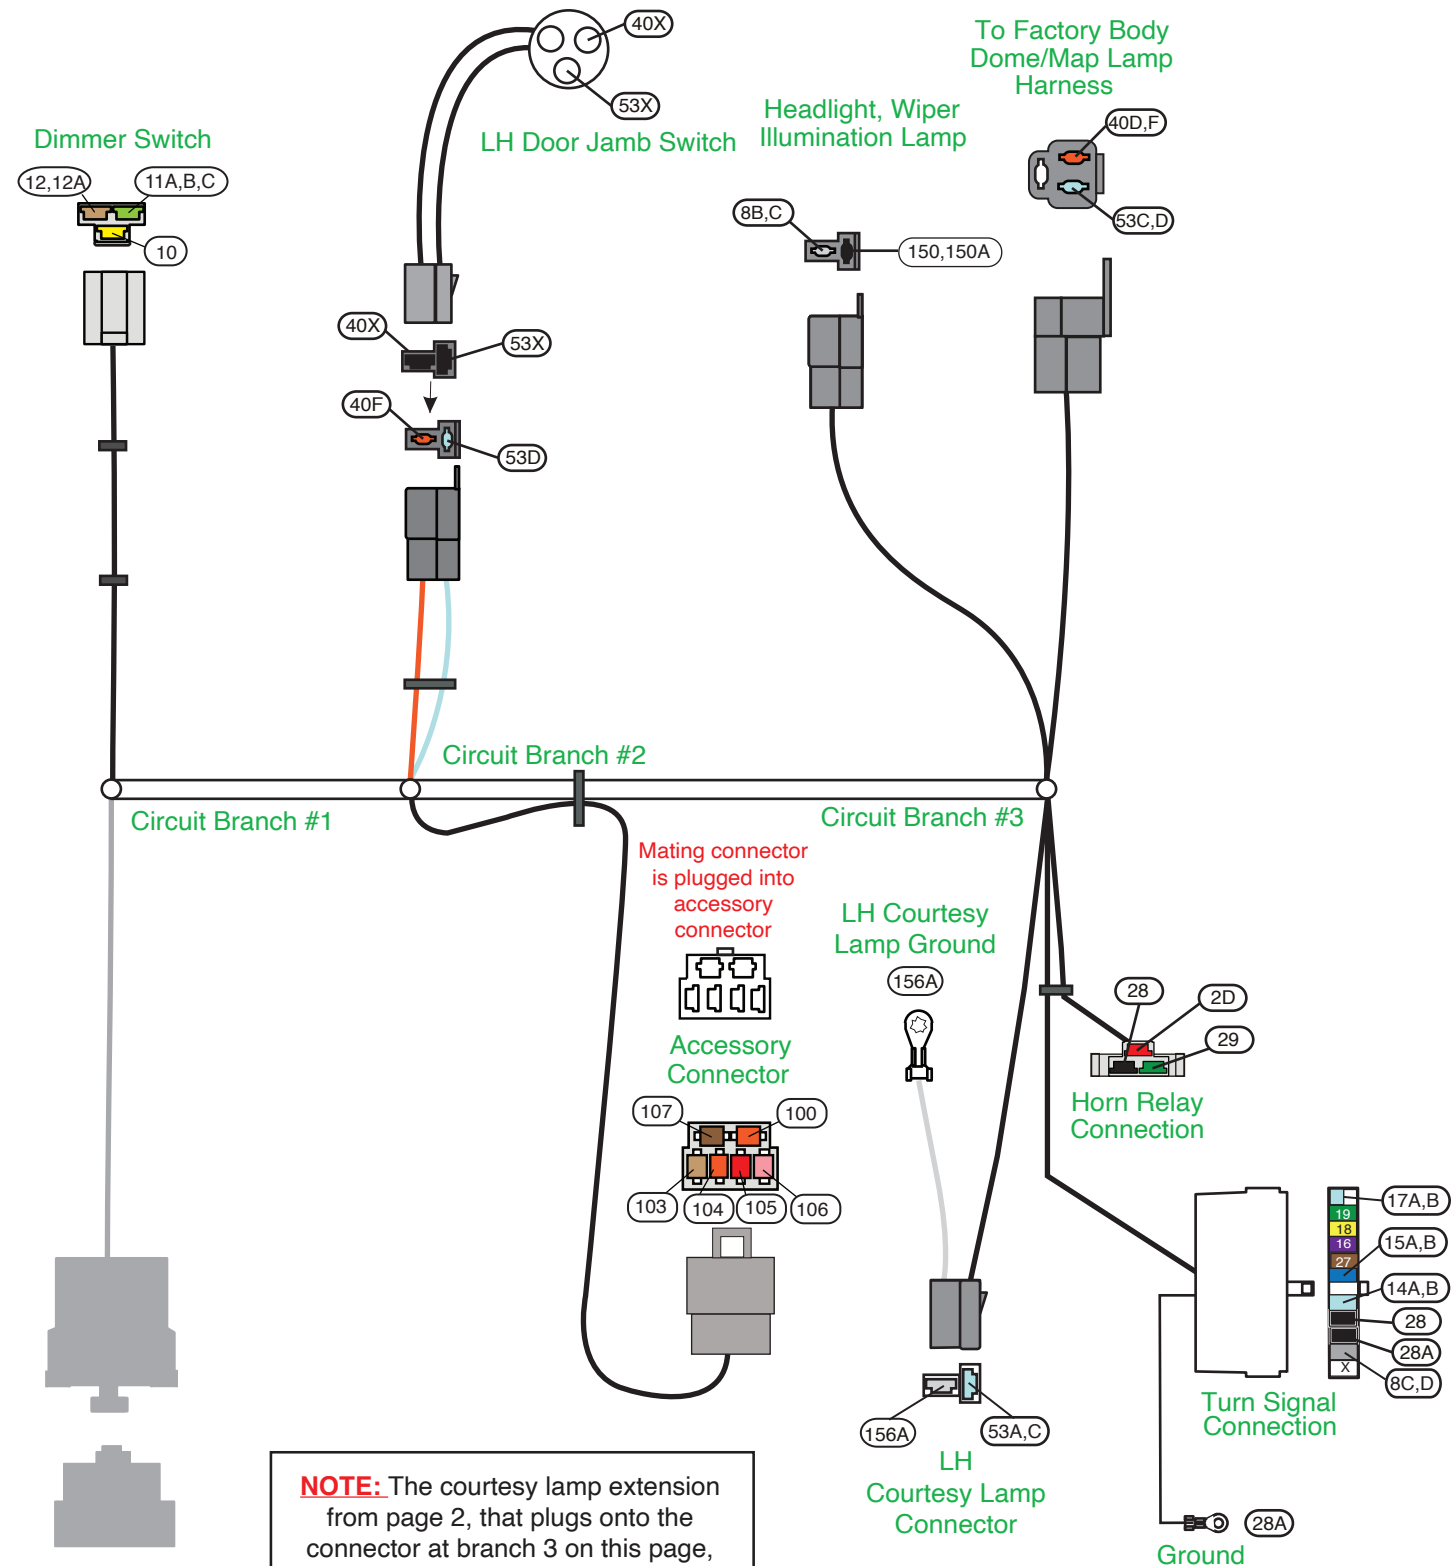 40X
53X
LH Door Jamb Switch
To Factory Body
Dome/Map Lamp
Harness
40D,F
53C,D
Headlight, Wiper
Illumination Lamp
8B,C
150,150A
Dimmer Switch
12,12A
11A,B,C
10
40X
53X
40F
53D
Circuit Branch #2
Circuit Branch #1
Circuit Branch #3
Mating connector
is plugged into
accessory
connector
Accessory
Connector
107
100
103
104
105
106
LH Courtesy
Lamp Ground
156A
28
2D
29
Horn Relay
Connection
17A,B
19
18
16
27
15A,B
14A,B
28
28A
X
8C,D
Turn Signal
Connection
156A
53A,C
LH
Courtesy Lamp
Connector
28A
Ground
NOTE: The courtesy lamp extension
from page 2, that plugs onto the
connector at branch 3 on this page,